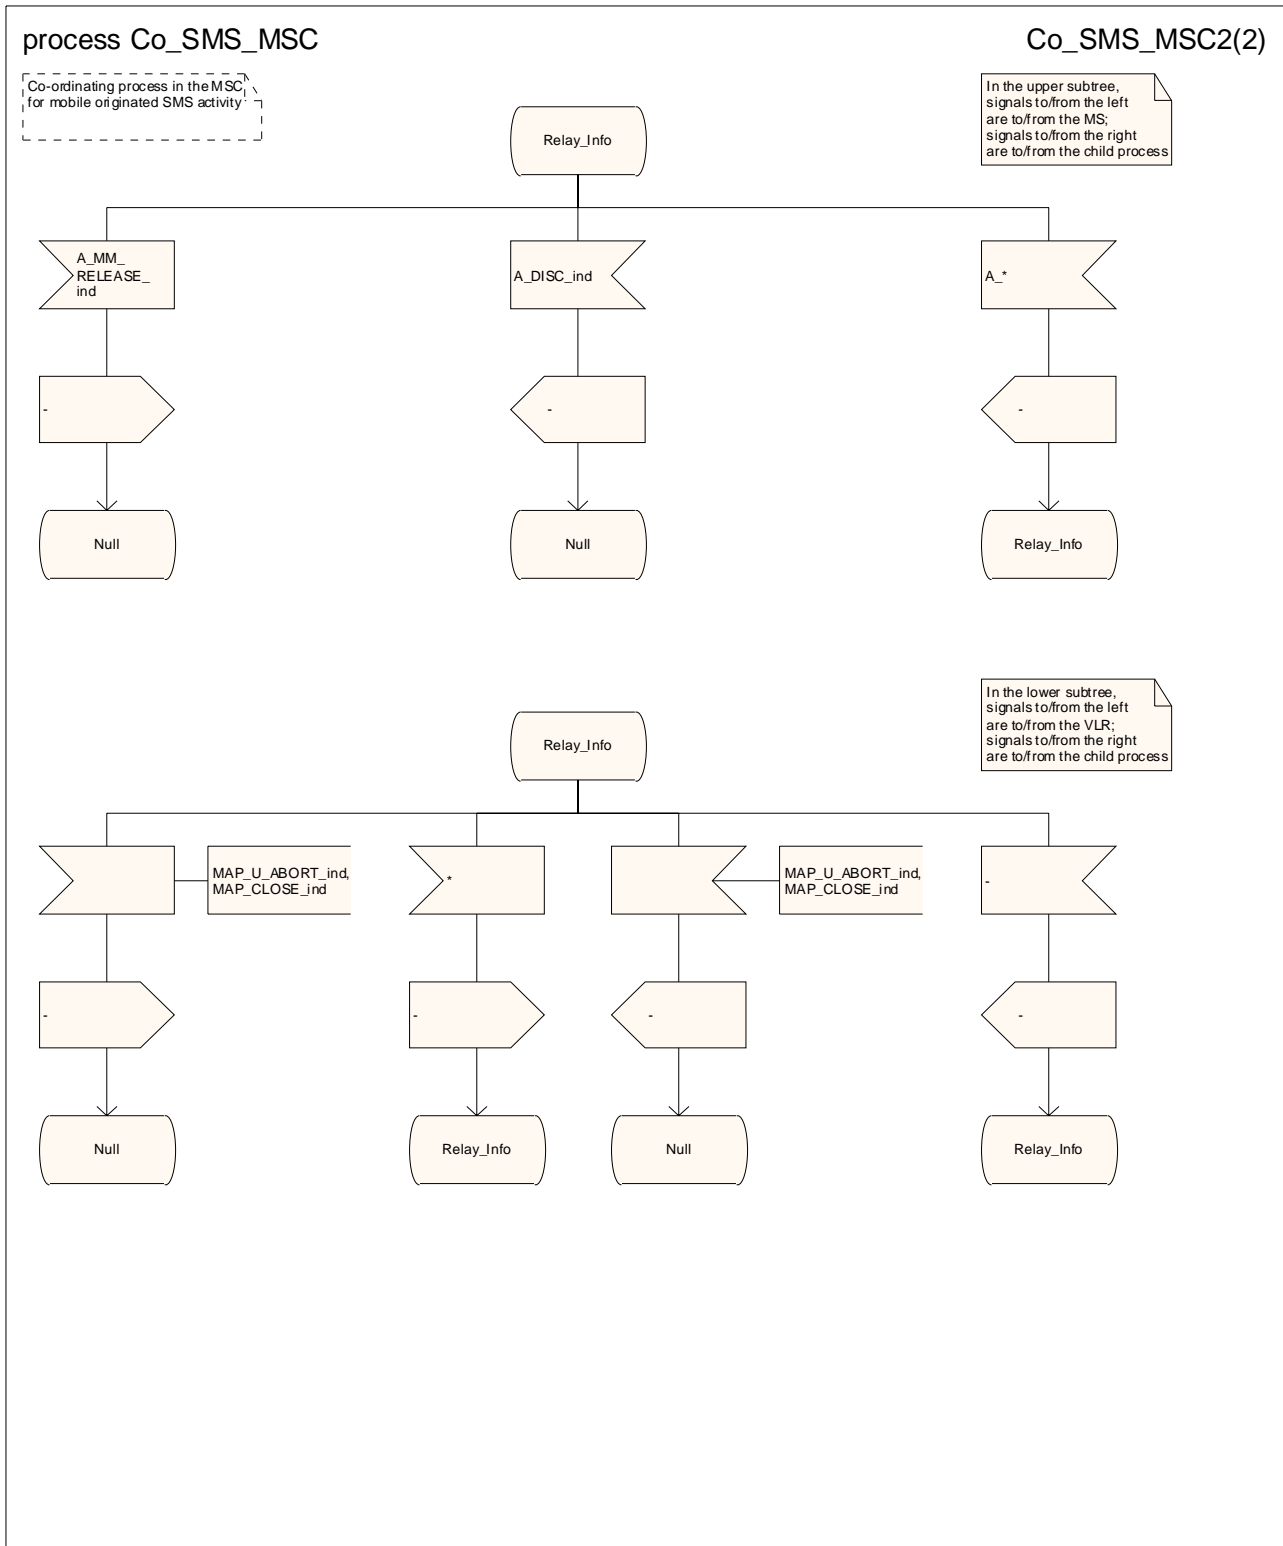 process Co_SMS_MSC
Co_SMS_MSC2(2)
Co-ordinating process in the MSC
for mobile originated SMS activity
In the upper subtree,
signals to/from the left
are to/from the MS;
signals to/from the right
are to/from the child process
Relay_Info
A_MM_
RELEASE_
ind
A_DISC_ind
A_*
-
-
-
Null
Null
Relay_Info
In the lower subtree,
signals to/from the left
are to/from the VLR;
signals to/from the right
are to/from the child process
Relay_Info
MAP_U_ABORT_ind,
MAP_CLOSE_ind
*
MAP_U_ABORT_ind,
MAP_CLOSE_ind
-
-
-
-
-
Null
Relay_Info
Null
Relay_Info